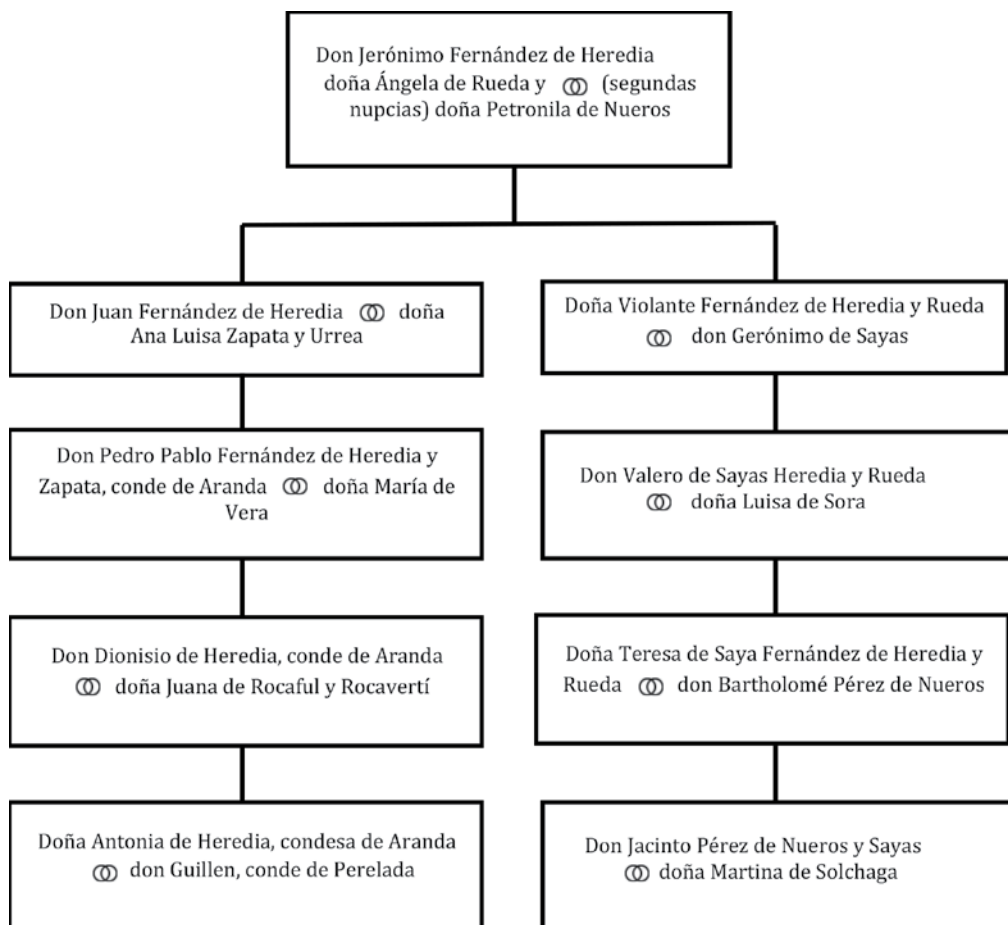 Don Jerónimo Fernández de Heredia
doña Ángela de Rueda y ⚭ (segundas
nupcias) doña Petronila de Nueros
Don Juan Fernández de Heredia ⚭ doña
Ana Luisa Zapata y Urrea
Doña Violante Fernández de Heredia y Rueda
⚭ don Gerónimo de Sayas
Don Pedro Pablo Fernández de Heredia y
Zapata, conde de Aranda ⚭ doña María de
Vera
Don Valero de Sayas Heredia y Rueda
⚭ doña Luisa de Sora
Don Dionisio de Heredia, conde de Aranda
⚭ doña Juana de Rocaful y Rocavertí
Doña Teresa de Saya Fernández de Heredia y
Rueda ⚭ don Bartholomé Pérez de Nueros
Doña Antonia de Heredia, condesa de Aranda
⚭ don Guillen, conde de Perelada
Don Jacinto Pérez de Nueros y Sayas
⚭ doña Martina de Solchaga